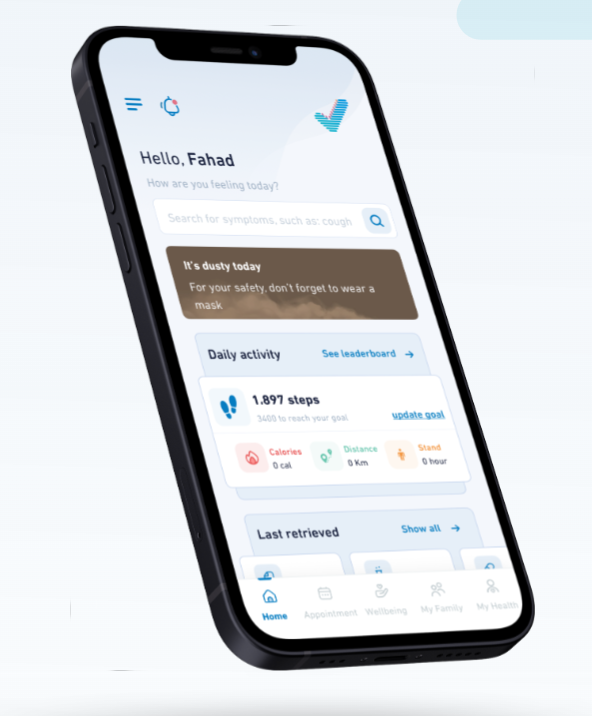 Hello, Fahad
How are you feeling today?
Search for symptoms, such as: cough
It's dusty today
For your safety, don't forget to wear a
mask
Daily activity
See leaderboard
1.897 steps
3400 to reach your goal
update goal
Calories
0 cal
Distance
0 Km
Stand
0 hour
Last retrieved
Show all
Home
Appointment
Wellbeing
My Family
My Health